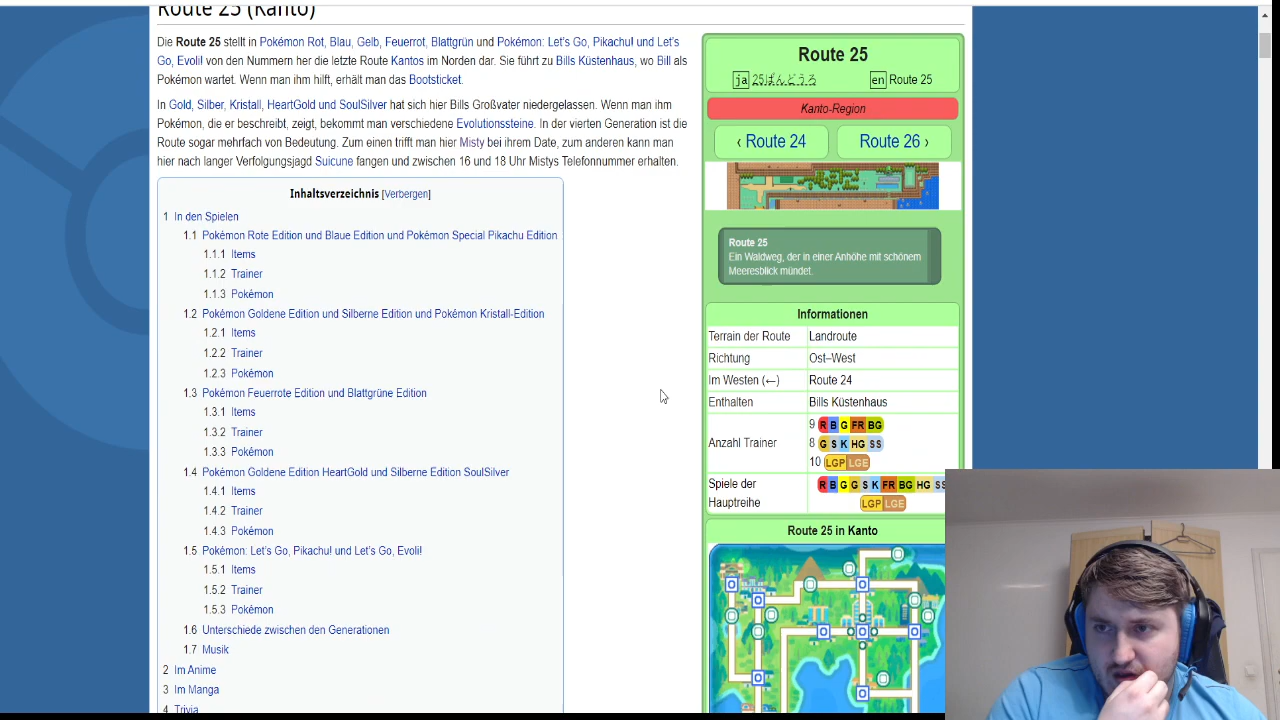 Route 25 (Kanto)
Die Route 25 stellt in Pokémon Rot, Blau, Gelb, Feuerrot, Blattgrün und Pokémon: Let's Go, Pikachu! und Let's
Go, Evoli! von den Nummern her die letzte Route Kantos im Norden dar. Sie führt zu Bills Küstenhaus, wo Bill als
Pokémon wartet. Wenn man ihm hilft, erhält man das Bootsticket.
In Gold, Silber, Kristall, HeartGold und SoulSilver hat sich hier Bills Großvater niedergelassen. Wenn man ihm
Pokémon, die er beschreibt, zeigt, bekommt man verschiedene Evolutionssteine. In der vierten Generation ist die
Route sogar mehrfach von Bedeutung. Zum einen trifft man hier Misty bei ihrem Date, zum anderen kann man
hier nach langer Verfolgungsjagd Suicune fangen und zwischen 16 und 18 Uhr Mistys Telefonnummer erhalten.
Inhaltsverzeichnis [Verbergen]
1 In den Spielen
1.1 Pokémon Rote Edition und Blaue Edition und Pokémon Special Pikachu Edition
1.1.1 Items
1.1.2 Trainer
1.1.3 Pokémon
1.2 Pokémon Goldene Edition und Silberne Edition und Pokémon Kristall-Edition
1.2.1 Items
1.2.2 Trainer
1.2.3 Pokémon
1.3 Pokémon Feuerrote Edition und Blattgrüne Edition
1.3.1 Items
1.3.2 Trainer
1.3.3 Pokémon
1.4 Pokémon Goldene Edition HeartGold und Silberne Edition SoulSilver
1.4.1 Items
1.4.2 Trainer
1.4.3 Pokémon
1.5 Pokémon: Let's Go, Pikachu! und Let's Go, Evoli!
1.5.1 Items
1.5.2 Trainer
1.5.3 Pokémon
1.6 Unterschiede zwischen den Generationen
1.7 Musik
2 Im Anime
3 Im Manga
4 Trivia
Route 25
ja 25ばんどうろ en Route 25
Kanto-Region
‹ Route 24 Route 26 ›
Route 25
Ein Waldweg, der in einer Anhöhe mit schönem
Meeresblick mündet.
Informationen
Terrain der Route Landroute
Richtung Ost–West
Im Westen (←) Route 24
Enthalten Bills Küstenhaus
Anzahl Trainer
9 R B G FR BG
8 G S K HG SS
10 LGP LGE
Spiele der
Hauptreihe
R B G G S K FR BG HG SS
LGP LGE
Route 25 in Kanto